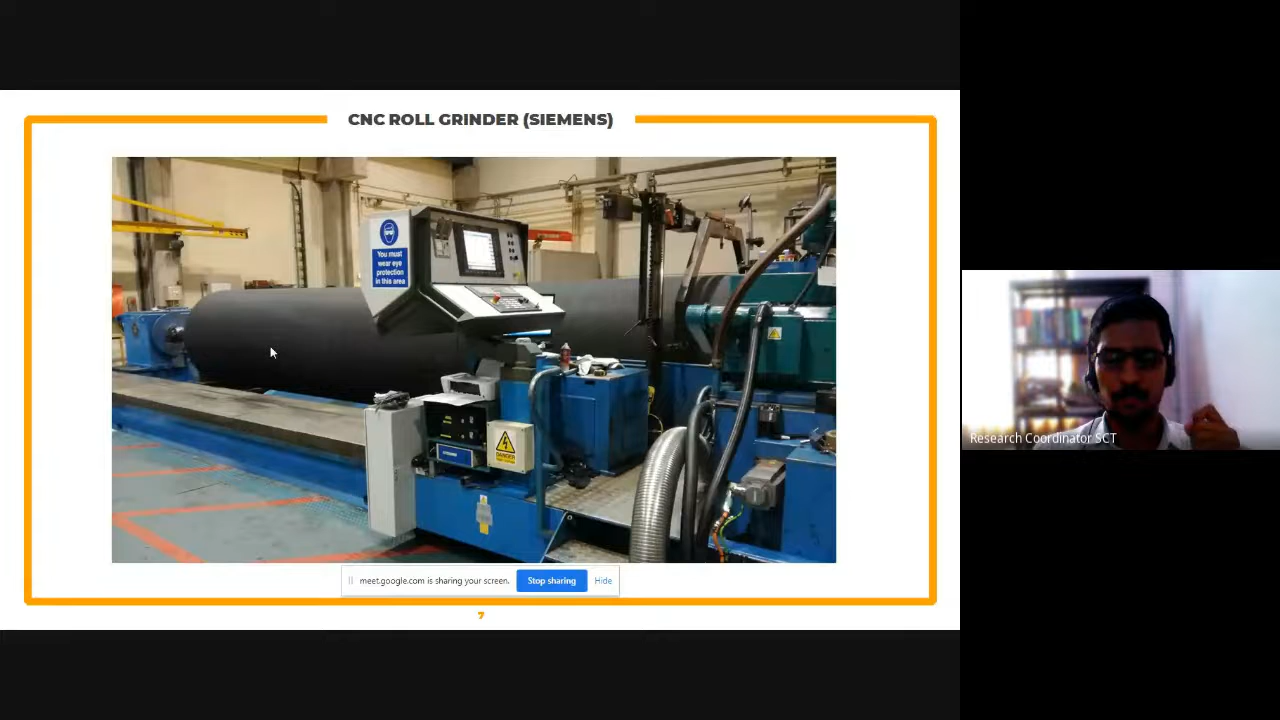 CNC ROLL GRINDER (SIEMENS)
You must
wear eye
protection
in this area
DANGER
meet.google.com is sharing your screen.
Stop sharing
Hide
7
Research Coordinator SCT